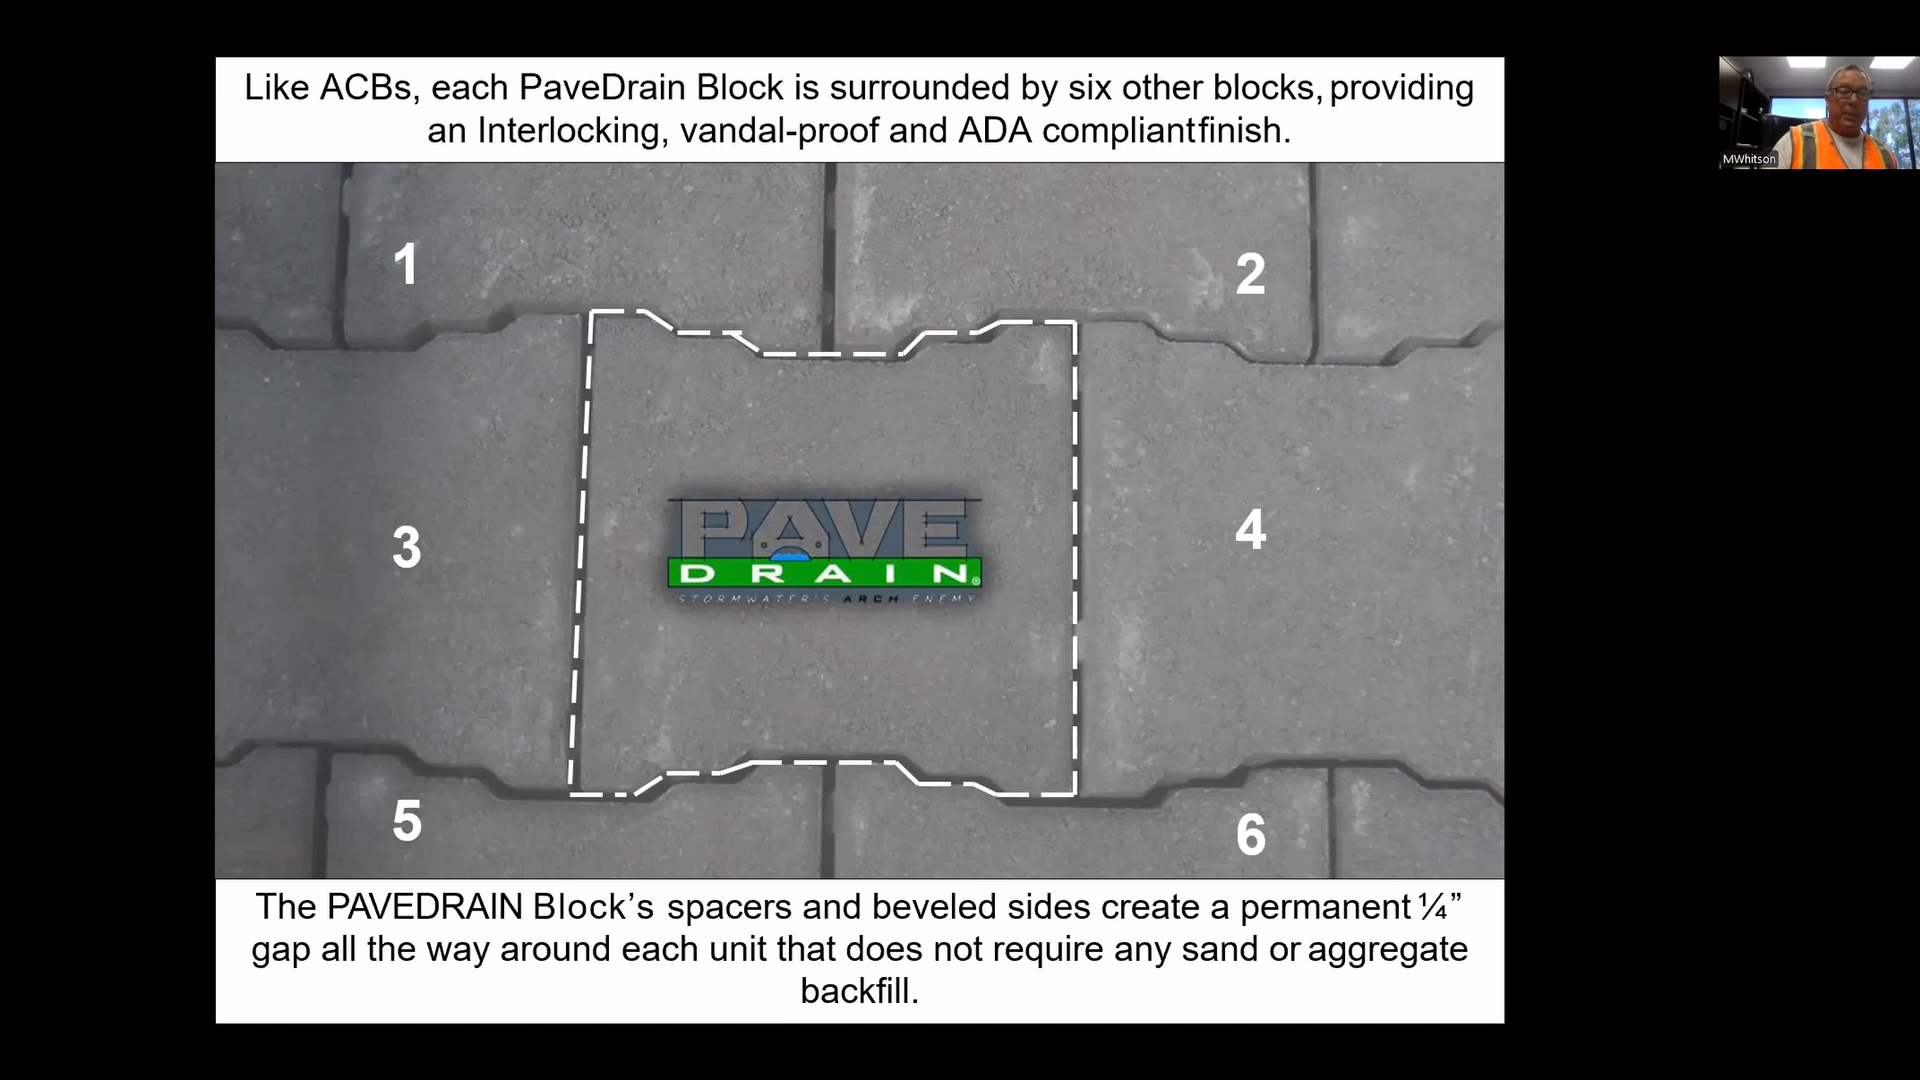 Like ACBs, each PaveDrain Block is surrounded by six other blocks, providing
an Interlocking, vandal-proof and ADA compliant finish.
MWhitson
1
2
3
4
PAVE
DRAIN®
STORMWATER'S ARCH ENEMY
5
6
The PAVEDRAIN Block’s spacers and beveled sides create a permanent ¼”
gap all the way around each unit that does not require any sand or aggregate
backfill.